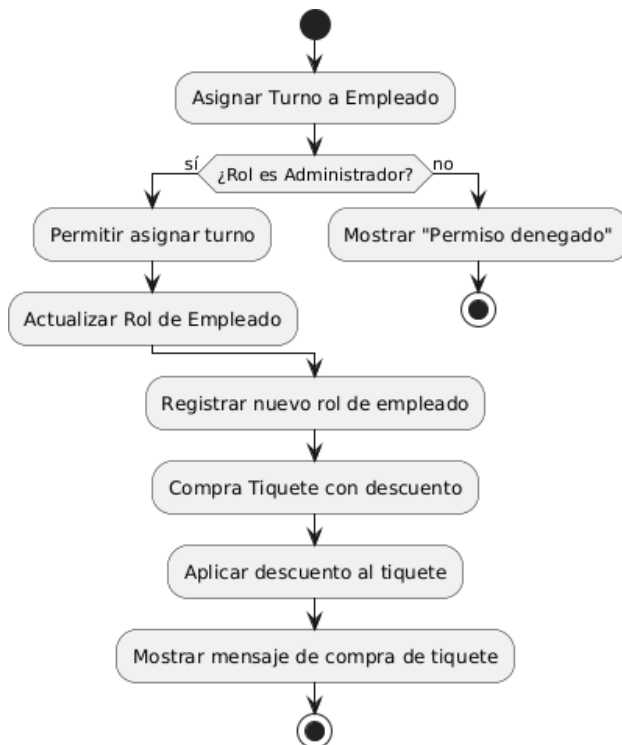 Asignar Turno a Empleado
sí
¿Rol es Administrador?
no
Permitir asignar turno
Mostrar "Permiso denegado"
Actualizar Rol de Empleado
Registrar nuevo rol de empleado
Compra Tiquete con descuento
Aplicar descuento al tiquete
Mostrar mensaje de compra de tiquete